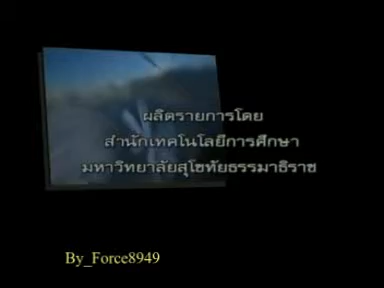 ผลิตรายการโดย
สำนักเทคโนโลยีการศึกษา
มหาวิทยาลัยสุโขทัยธรรมาธิราช
By_Force8949